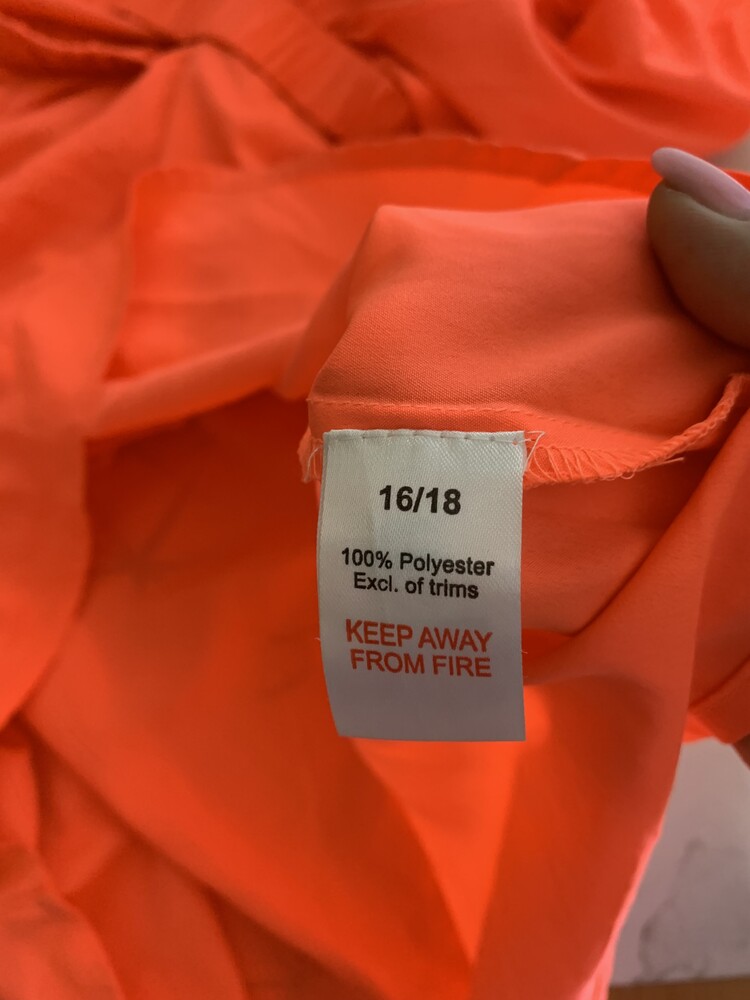 16/18
100% Polyester
Excl. of trims
KEEP AWAY
FROM FIRE